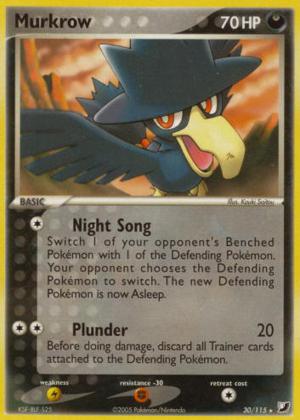 Murkrow 70 HP
BASIC Illus. Kouki Saitou
Night Song
Switch 1 of your opponent's Benched
Pokémon with 1 of the Defending Pokémon.
Your opponent chooses the Defending
Pokémon to switch. The new Defending
Pokémon is now Asleep.
Plunder 20
Before doing damage, discard all Trainer cards
attached to the Defending Pokémon.
weakness resistance -30 retreat cost
©2005 Pokémon/Nintendo 30/115 ★